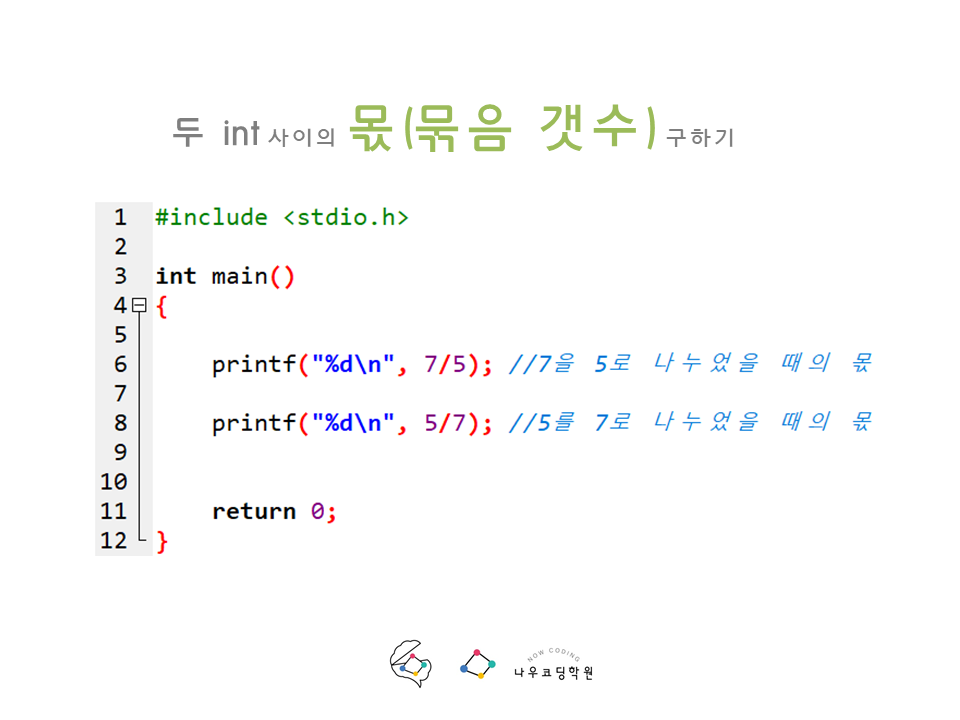 두 int 사이의 몫(묶음 갯수) 구하기
1 #include <stdio.h>
2
3 int main()
4 {
5
6 printf("%d\n", 7/5); //7을 5로 나누었을 때의 몫
7
8 printf("%d\n", 5/7); //5를 7로 나누었을 때의 몫
9
10
11 return 0;
12 }
NOW CODING
나우코딩학원